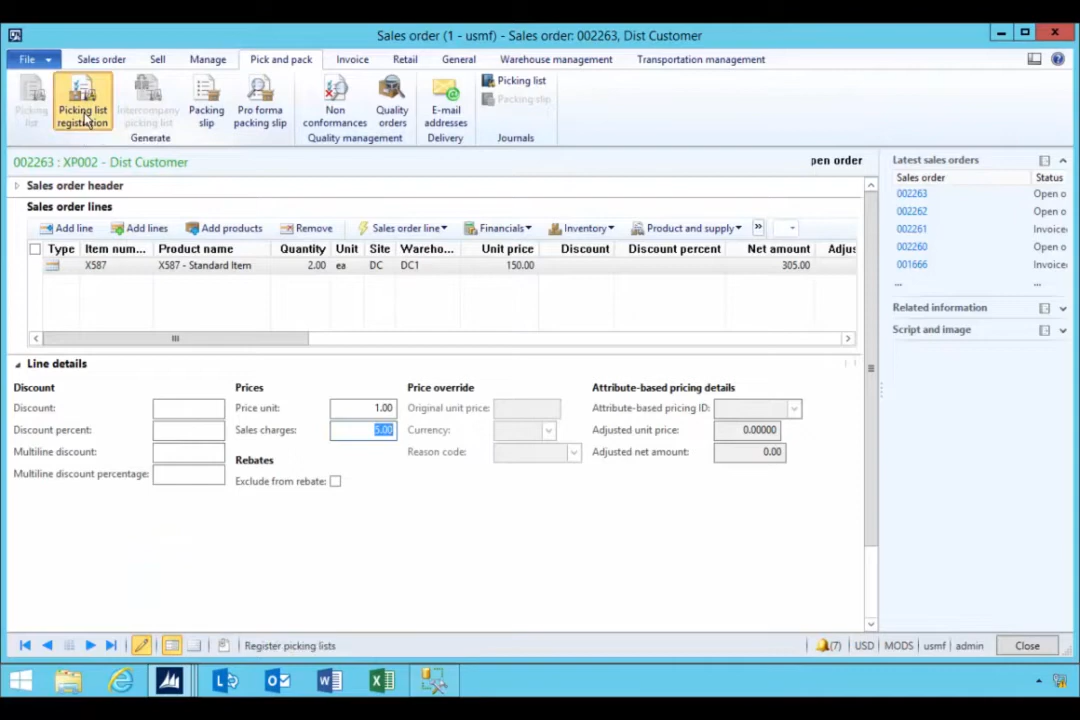 Sales order (1 - usmf) - Sales order: 002263, Dist Customer
File Sales order Sell Manage Pick and pack Invoice Retail General Warehouse management Transportation management
Picking list
Picking list registration
Intercompany picking list
Packing slip
Pro forma packing slip
Generate
Non conformances
Quality orders
Quality management
E-mail addresses
Delivery
Picking list
Packing slip
Journals
002263 : XP002 - Dist Customer
pen order
Sales order header
Sales order lines
Add line Add lines Add products Remove Sales order line Financials Inventory Product and supply »
Type Item num... Product name Quantity Unit Site Wareho... Unit price Discount Discount percent Net amount Adjus
X587 X587 - Standard Item 2.00 ea DC DC1 150.00 305.00
Line details
Discount
Discount:
Discount percent:
Multiline discount:
Multiline discount percentage:
Prices
Price unit: 1.00
Sales charges: 5.00
Rebates
Exclude from rebate:
Price override
Original unit price:
Currency:
Reason code:
Attribute-based pricing details
Attribute-based pricing ID:
Adjusted unit price: 0.00000
Adjusted net amount: 0.00
Latest sales orders
Sales order Status
002263 Open o
002262 Open o
002261 Invoice
002260 Open o
001666 Invoice
... ...
Related information
Script and image
Register picking lists
(7) USD MODS usmf admin Close